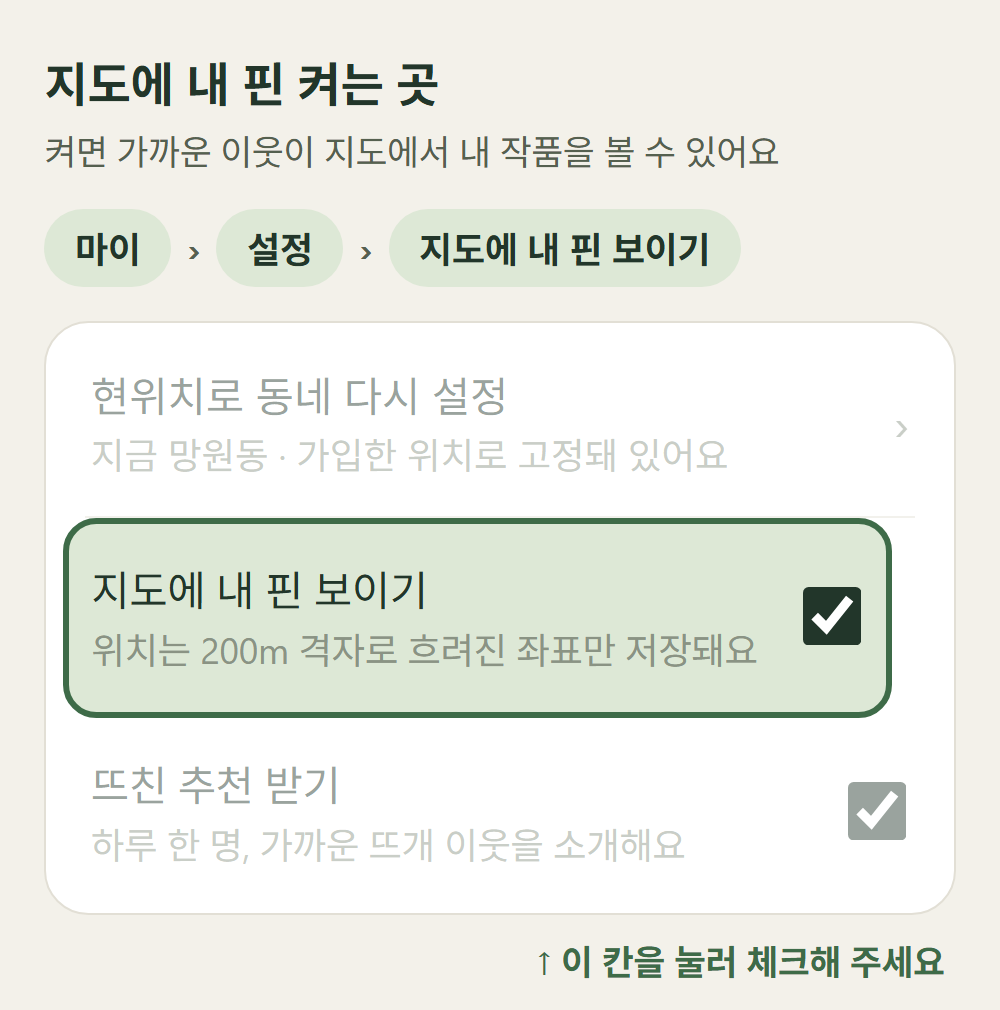 지도에 내 핀 켜는 곳
켜면 가까운 이웃이 지도에서 내 작품을 볼 수 있어요
마이 › 설정 › 지도에 내 핀 보이기
현위치로 동네 다시 설정 ›
지금 망원동 · 가입한 위치로 고정돼 있어요
지도에 내 핀 보이기
위치는 200m 격자로 흐려진 좌표만 저장돼요
뜨친 추천 받기
하루 한 명, 가까운 뜨개 이웃을 소개해요
↑ 이 칸을 눌러 체크해 주세요